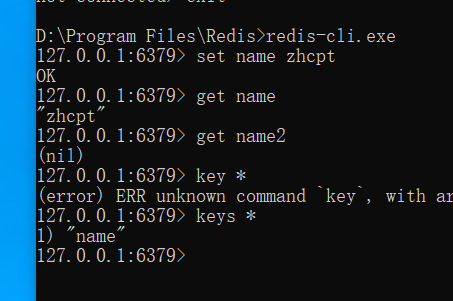 not connected> exit
D:\Program Files\Redis>redis-cli.exe
127.0.0.1:6379> set name zhcpt
OK
127.0.0.1:6379> get name
"zhcpt"
127.0.0.1:6379> get name2
(nil)
127.0.0.1:6379> key *
(error) ERR unknown command `key`, with ar
127.0.0.1:6379> keys *
1) "name"
127.0.0.1:6379>